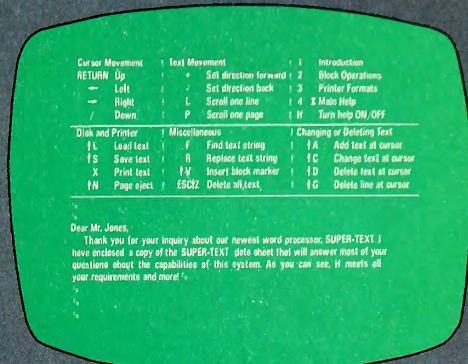 Cursor Movement ! Text Movement ! 1 Introduction
RETURN Up ! + Set direction forward ! 2 Block Operations
← Left ! - Set direction back ! 3 Printer Formats
→ Right ! L Scroll one line ! 4 Main Help
/ Down ! P Scroll one page ! H Turn help ON/OFF
Disk and Printer ! Miscellaneous ! Changing or Deleting Text
↑L Load text ! F Find text string ! ↑A Add text at cursor
↑S Save text ! R Replace text string ! ↑C Change text at cursor
X Print text ! ↑V Insert block marker ! ↑D Delete text at cursor
↑N Page eject ! ESC↑Z Delete all text ! ↑G Delete line at cursor
Dear Mr. Jones,
Thank you for your inquiry about our newest word processor, SUPER-TEXT. I
have enclosed a copy of the SUPER-TEXT data sheet that will answer most of your
questions about the capabilities of this system. As you can see, it meets all
your requirements and more!